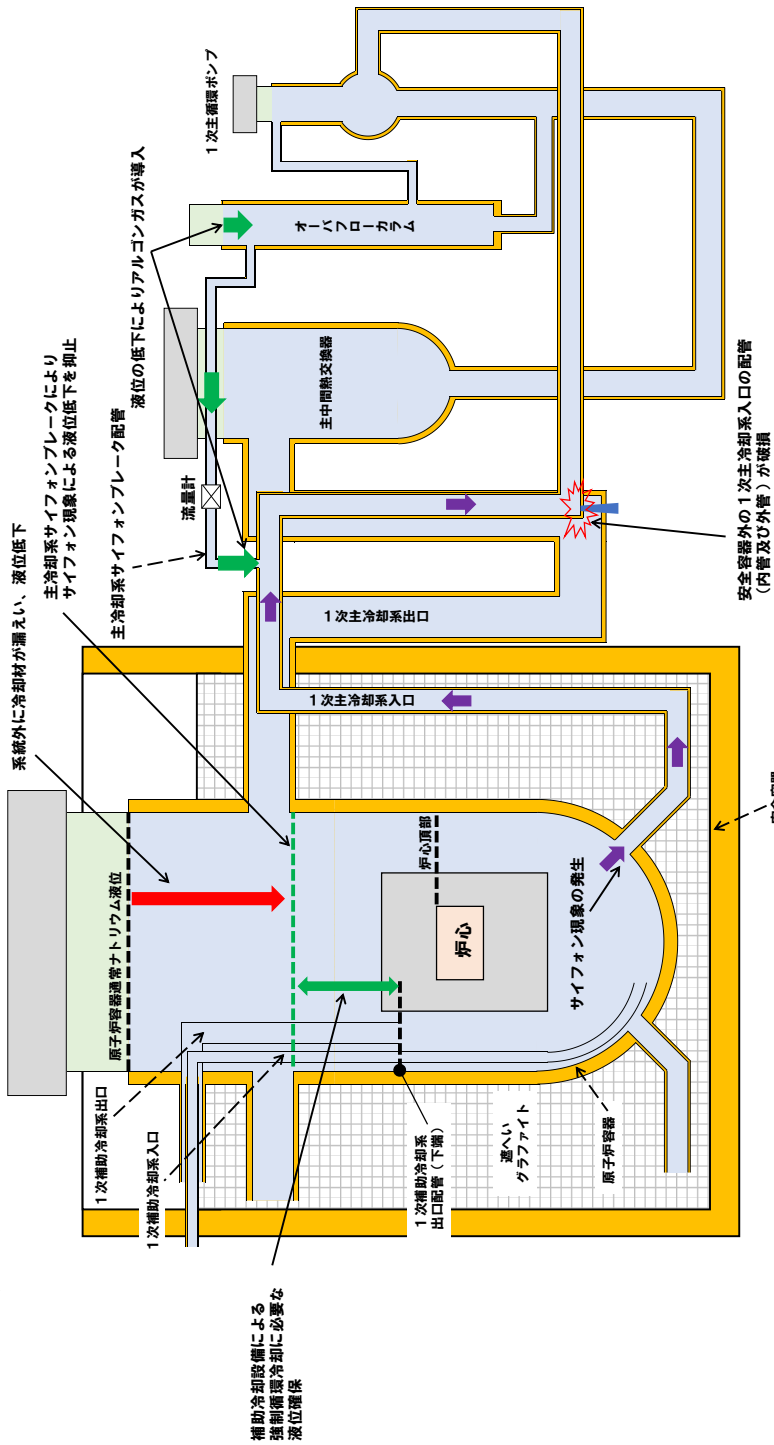 系統外に冷却材が漏えい、液位低下
主冷却系サイフォンブレークにより
サイフォン現象による液位低下を抑止
主冷却系サイフォンブレーク配管
液位の低下によりアルゴンガスが導入
1次主循環ポンプ
流量計
オーバフローカラム
主中間熱交換器
原子炉容器通常ナトリウム液位
1次補助冷却系出口
1次補助冷却系入口
1次主冷却系出口
1次主冷却系入口
補助冷却設備による
強制循環冷却に必要な
液位確保
1次補助冷却系
出口配管(下端)
炉心頂部
炉心
サイフォン現象の発生
遮へい
グラファイト
原子炉容器
安全容器外の1次主冷却系入口の配管
(内管及び外管)が破損